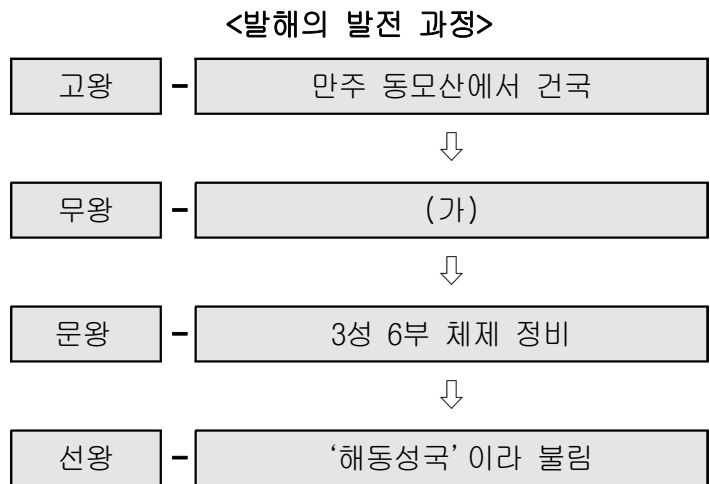 <발해의 발전 과정>
고왕 - 만주 동모산에서 건국
⇩
무왕 - (가)
⇩
문왕 - 3성 6부 체제 정비
⇩
선왕 - ‘해동성국’이라 불림